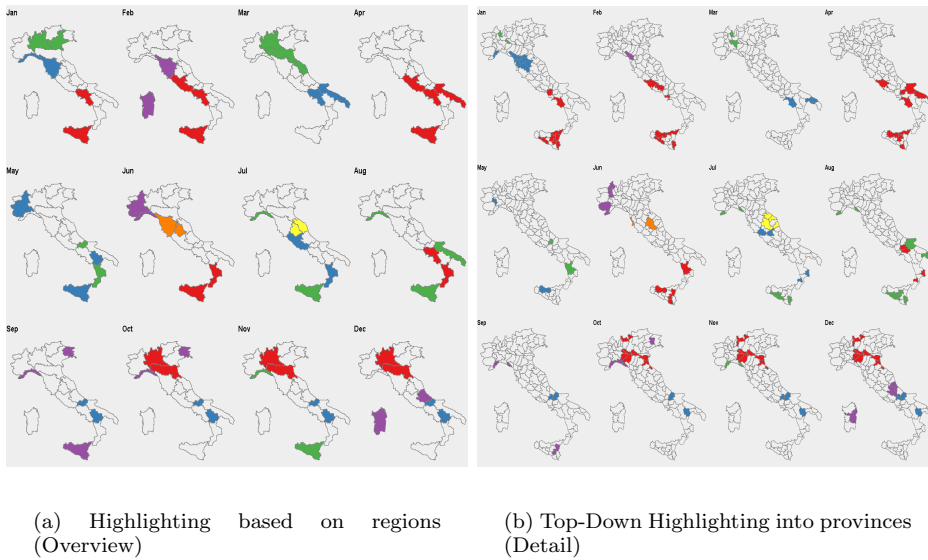 Jan Feb Mar Apr
May Jun Jul Aug
Sep Oct Nov Dec
Jan Feb Mar Apr
May Jun Jul Aug
Sep Oct Nov Dec
(a) Highlighting based on regions
(Overview)
(b) Top-Down Highlighting into provinces
(Detail)